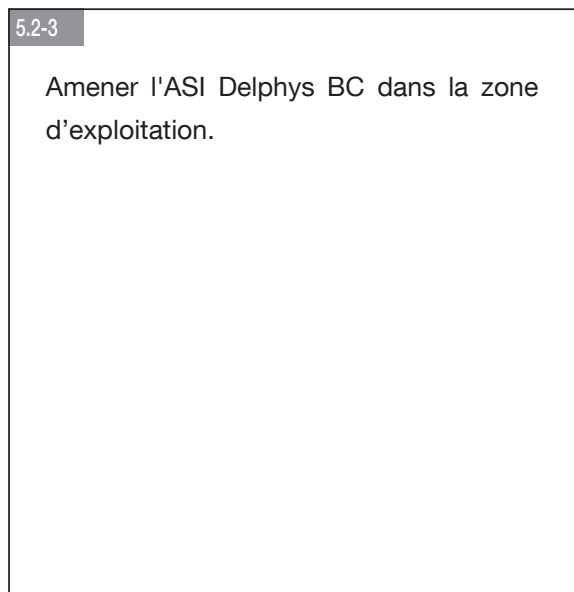 5.2-3
Amener l'ASI Delphys BC dans la zone
d’exploitation.